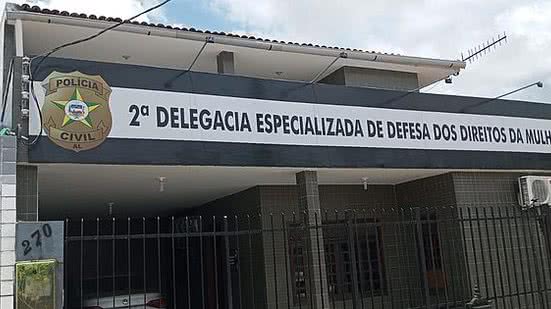 POLÍCIA
CIVIL
AL
2ª DELEGACIA ESPECIALIZADA DE DEFESA DOS DIREITOS DA MULH
270